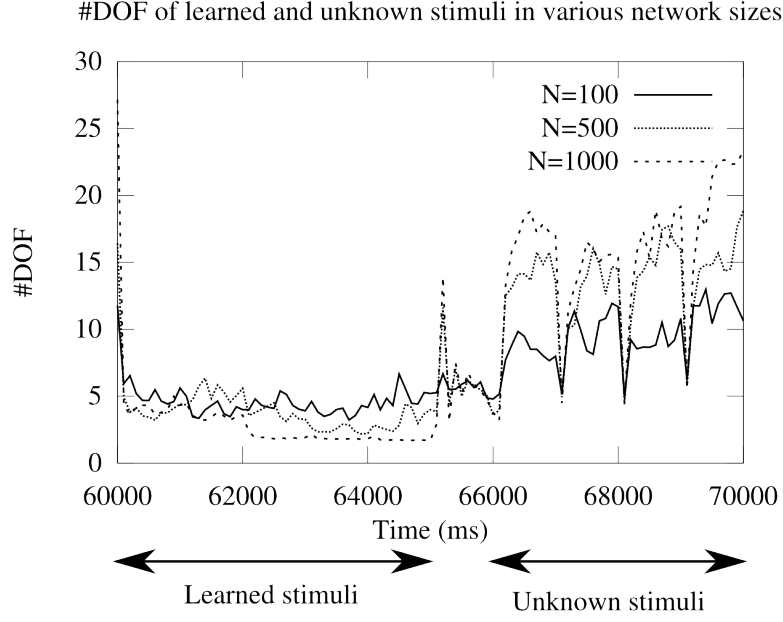 #DOF of learned and unknown stimuli in various network sizes
30
25
20
15
10
5
0
#DOF
N=100
N=500
N=1000
60000 62000 64000 66000 68000 70000
Time (ms)
Learned stimuli
Unknown stimuli